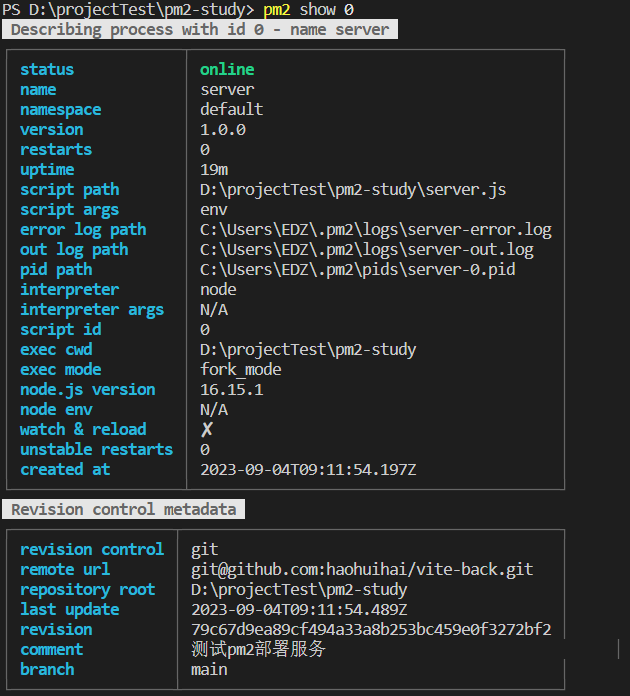 PS D:\projectTest\pm2-study> pm2 show 0
Describing process with id 0 - name server
status online
name server
namespace default
version 1.0.0
restarts 0
uptime 19m
script path D:\projectTest\pm2-study\server.js
script args env
error log path C:\Users\EDZ\.pm2\logs\server-error.log
out log path C:\Users\EDZ\.pm2\logs\server-out.log
pid path C:\Users\EDZ\.pm2\pids\server-0.pid
interpreter node
interpreter args N/A
script id 0
exec cwd D:\projectTest\pm2-study
exec mode fork_mode
node.js version 16.15.1
node env N/A
watch & reload ✘
unstable restarts 0
created at 2023-09-04T09:11:54.197Z
Revision control metadata
revision control git
remote url git@github.com:haohuihai/vite-back.git
repository root D:\projectTest\pm2-study
last update 2023-09-04T09:11:54.489Z
revision 79c67d9ea89cf494a33a8b253bc459e0f3272bf2
comment 测试pm2部署服务
branch main